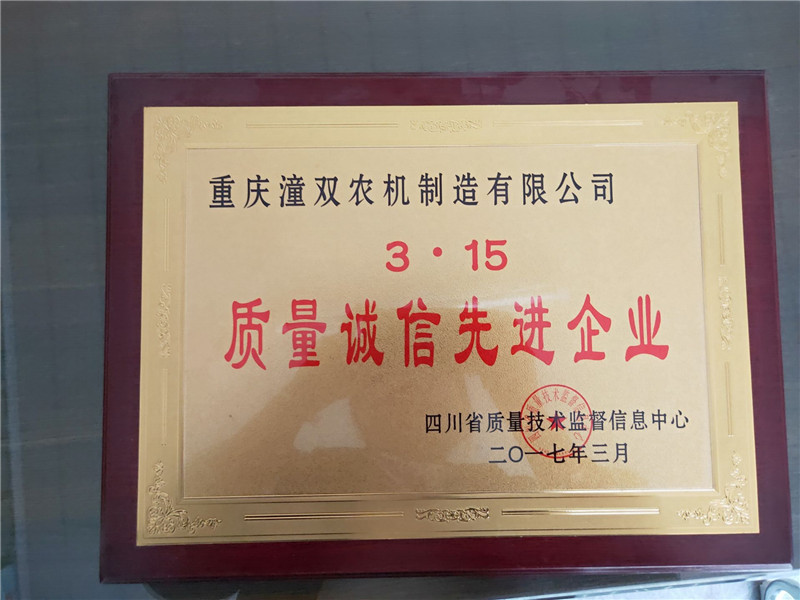 重庆潼双农机制造有限公司
3·15
质量诚信先进企业
四川省质量技术监督信息中心
二〇一七年三月